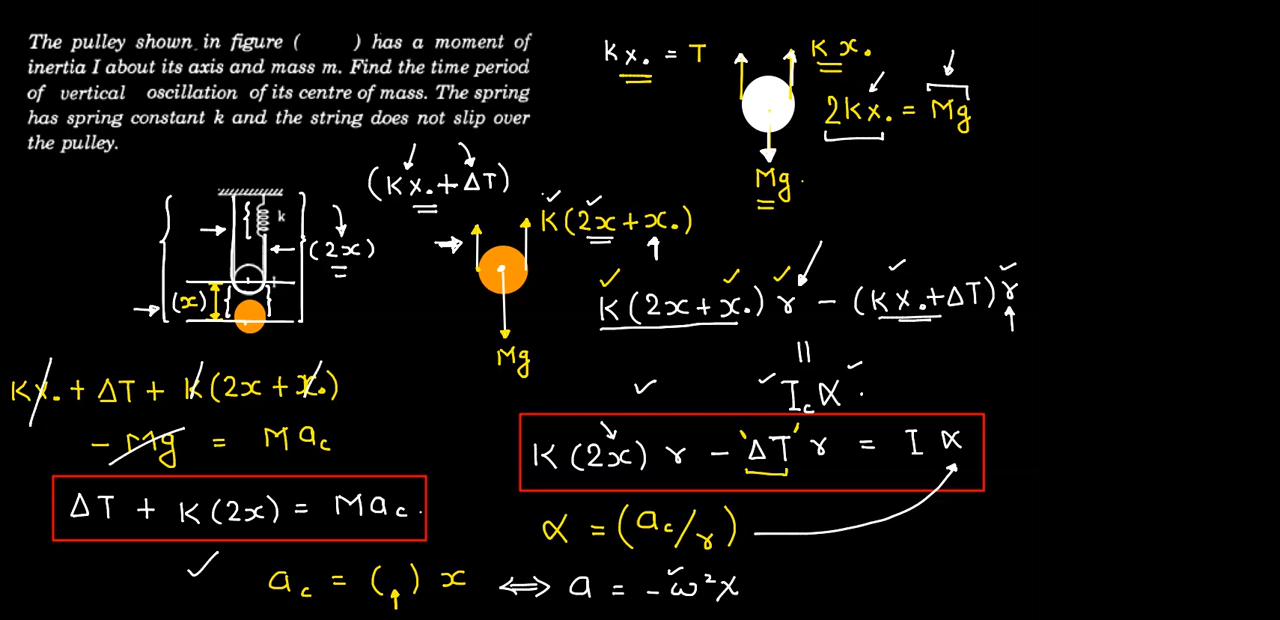 The pulley shown in figure ( ) has a moment of
inertia I about its axis and mass m. Find the time period
of vertical oscillation of its centre of mass. The spring
has spring constant k and the string does not slip over
the pulley.
Kx₀ = T
Kx₀
2Kx₀ = Mg
Mg
(Kx₀ + ΔT)
K(2x + x₀)
k
(2x)
(x)
Mg
K(2x + x₀) r − (Kx₀ + ΔT) r
=
I꜀ α
Kx₀ + ΔT + K(2x + x₀)
− Mg = Ma꜀
K(2x) r − 'ΔT' r = I α
ΔT + K(2x) = Ma꜀
α = (a꜀/r)
a꜀ = ( ) x ⟺ a = −ω²x